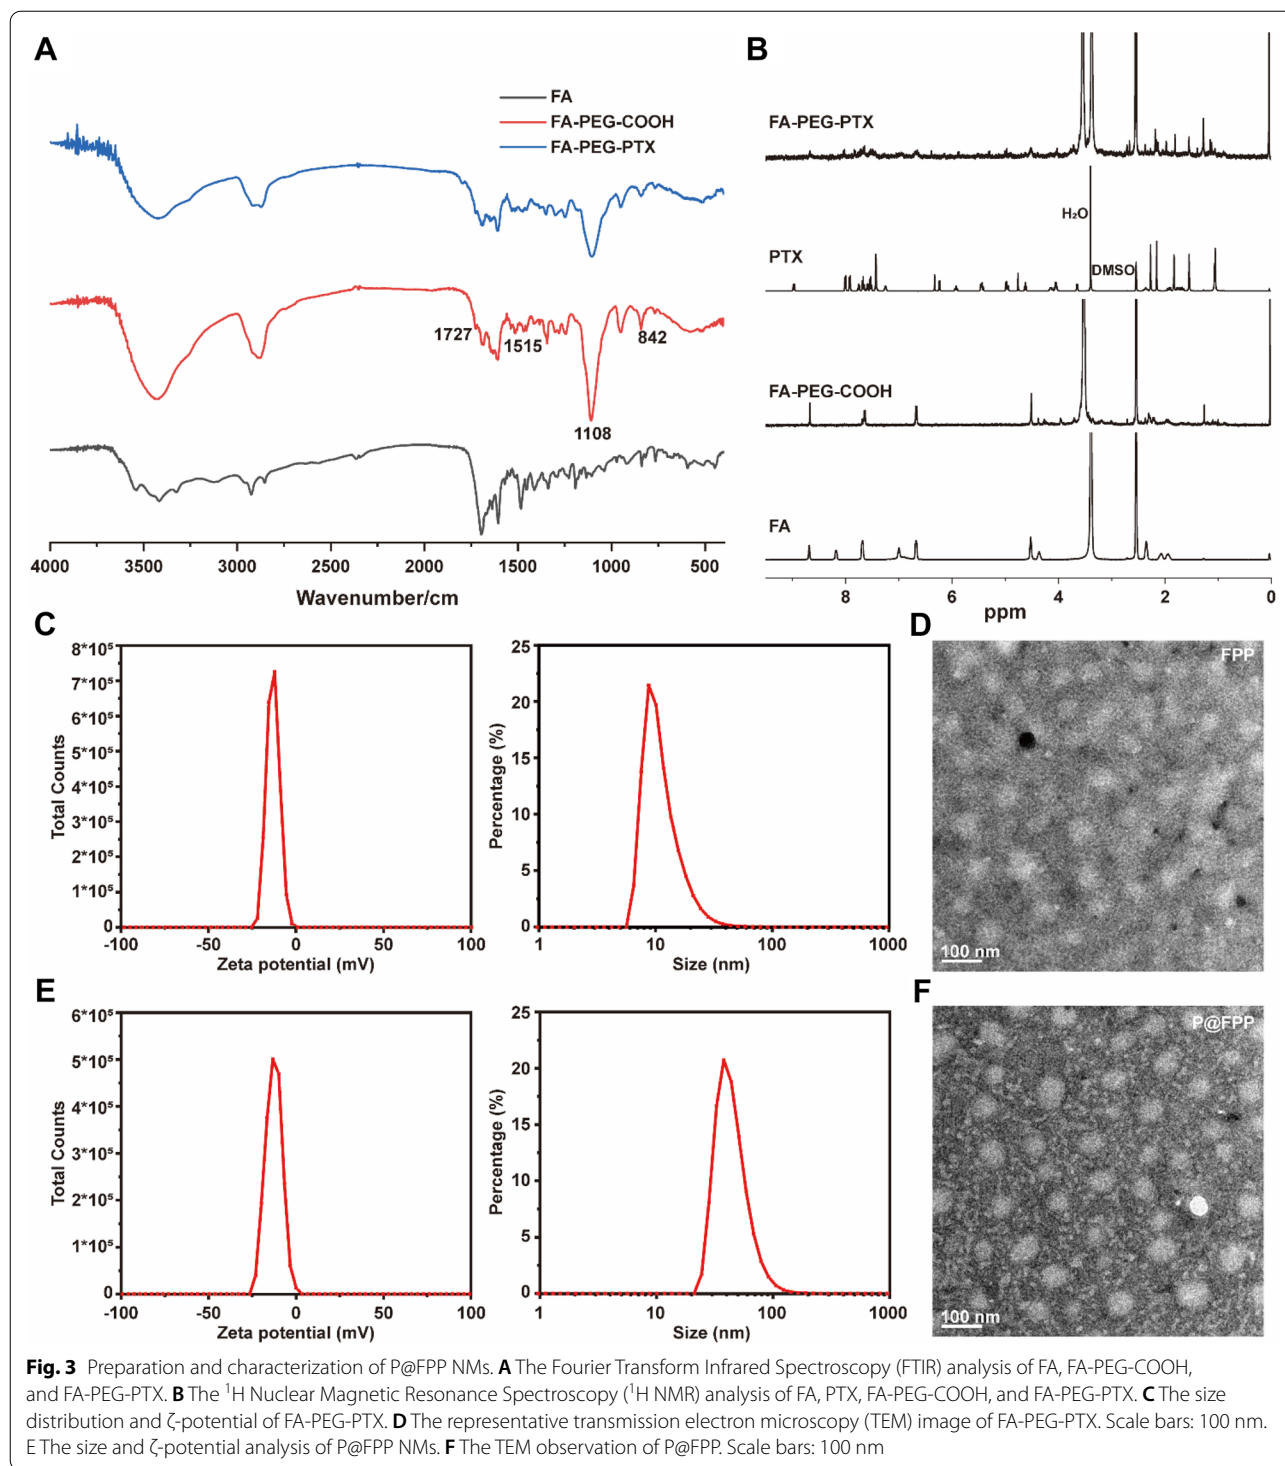 A
FA
FA-PEG-COOH
FA-PEG-PTX
1727
1515
1108
842
4000 3500 3000 2500 2000 1500 1000 500
Wavenumber/cm
B
FA-PEG-PTX
H₂O
PTX
DMSO
FA-PEG-COOH
FA
8 6 4 2 0
ppm
C
8*10⁵
7*10⁵
6*10⁵
5*10⁵
4*10⁵
3*10⁵
2*10⁵
1*10⁵
0
Total Counts
-100 -50 0 50 100
Zeta potential (mV)
25
20
15
10
5
0
Percentage (%)
1 10 100 1000
Size (nm)
D
FPP
100 nm
E
6*10⁵
5*10⁵
4*10⁵
3*10⁵
2*10⁵
1*10⁵
0
Total Counts
-100 -50 0 50 100
Zeta potential (mV)
25
20
15
10
5
0
Percentage (%)
1 10 100 1000
Size (nm)
F
P@FPP
100 nm
Fig. 3 Preparation and characterization of P@FPP NMs. A The Fourier Transform Infrared Spectroscopy (FTIR) analysis of FA, FA-PEG-COOH,
and FA-PEG-PTX. B The ¹H Nuclear Magnetic Resonance Spectroscopy (¹H NMR) analysis of FA, PTX, FA-PEG-COOH, and FA-PEG-PTX. C The size
distribution and ζ-potential of FA-PEG-PTX. D The representative transmission electron microscopy (TEM) image of FA-PEG-PTX. Scale bars: 100 nm.
E The size and ζ-potential analysis of P@FPP NMs. F The TEM observation of P@FPP. Scale bars: 100 nm